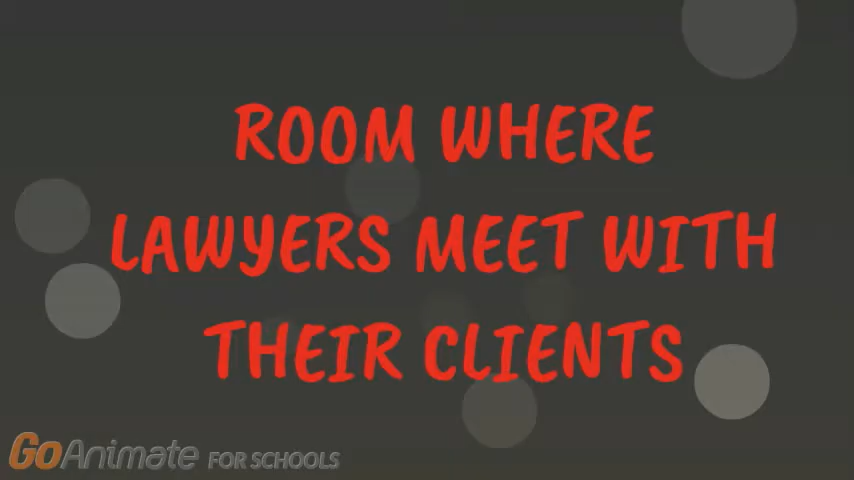 ROOM WHERE
LAWYERS MEET WITH
THEIR CLIENTS
GoAnimate FOR SCHOOLS